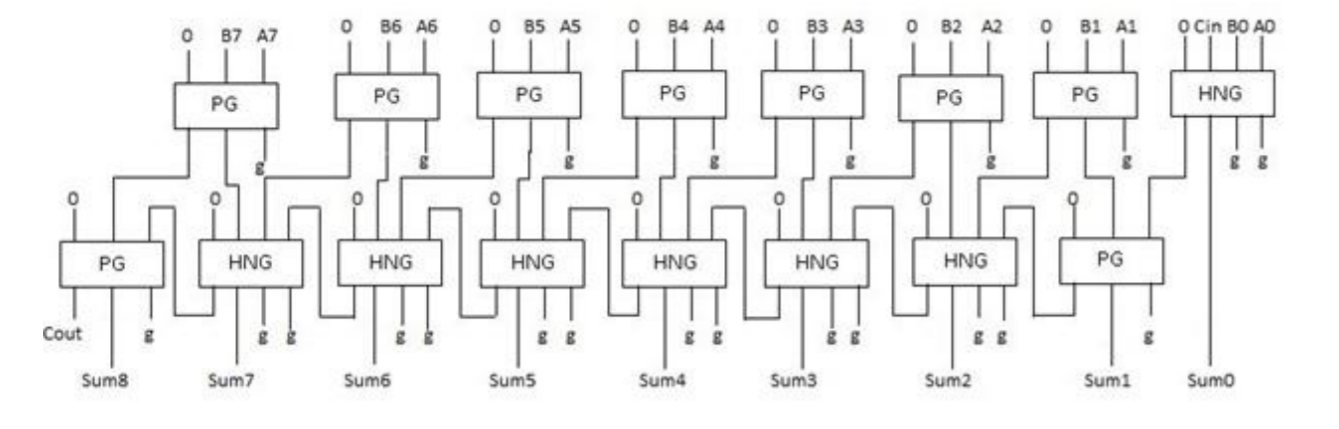 0 B7 A7 0 B6 A6 0 B5 A5 0 B4 A4 0 B3 A3 0 B2 A2 0 B1 A1 0 Cin B0 A0
PG PG PG PG PG PG PG HNG
g g g g g g g g g
0 0 0 0 0 0 0 0
PG HNG HNG HNG HNG HNG HNG PG
Cout g g g g g g g g g g g g g g
Sum8 Sum7 Sum6 Sum5 Sum4 Sum3 Sum2 Sum1 Sum0